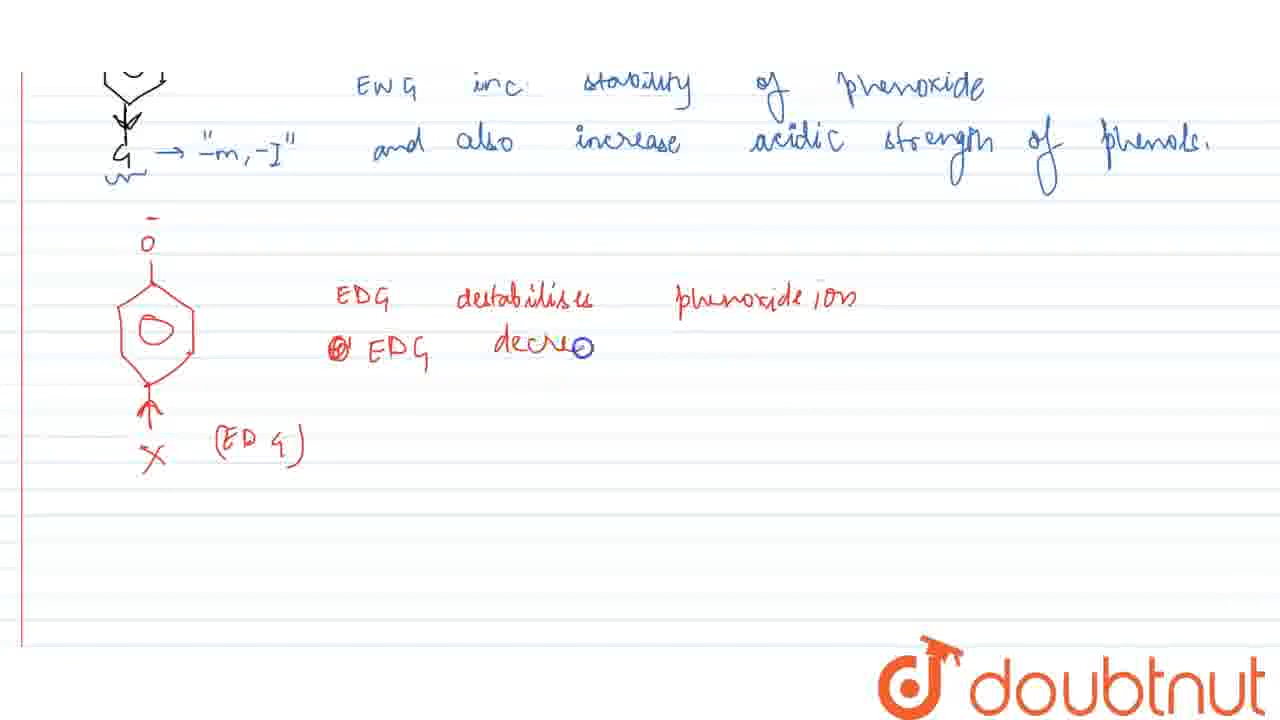 EWG inc. stability of phenoxide
G → "-m, -I" and also increase acidic strength of phenols.
-
O
EDG destabilises phenoxide ion
EDG decre
X (EDG)
doubtnut